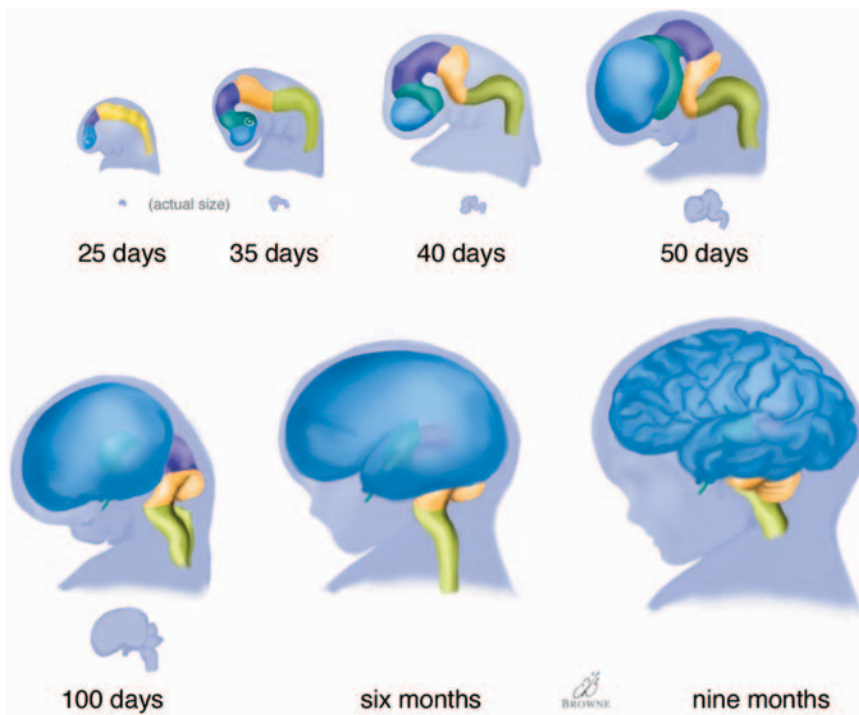 (actual size)
25 days
35 days
40 days
50 days
100 days
six months
BROWNE
nine months